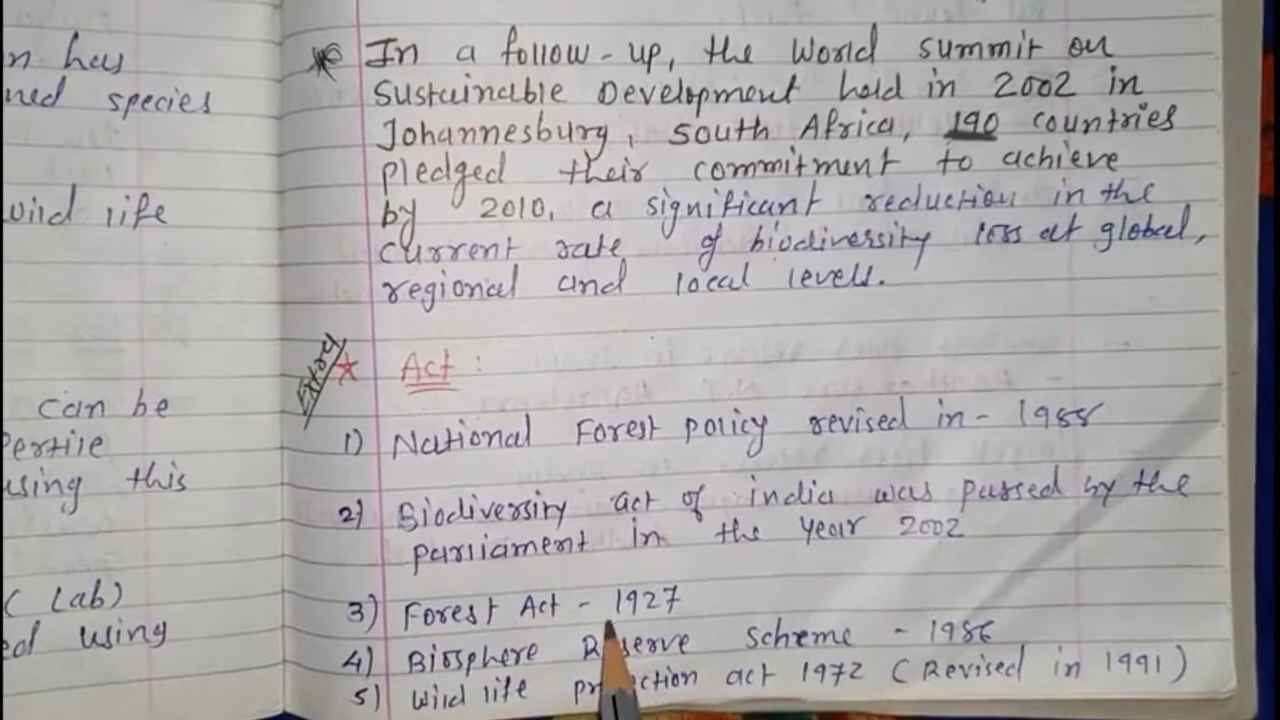 n has
ned species
wild life
can be
Pertile
using this
( Lab)
ed using
In a follow-up, the World summit on
Sustainable Development held in 2002 in
Johannesburg, South Africa, 190 countries
pledged their commitment to achieve
by 2010, a significant reduction in the
current rate of biodiversity loss at global,
regional and local levels.
Extra
* Act :
1) National Forest policy revised in - 1988
2) Biodiversity act of india was passed by the
parliament in the year 2002
3) Forest Act - 1927
4) Biosphere Reserve scheme - 1986
5) Wild life protection act 1972 (Revised in 1991)